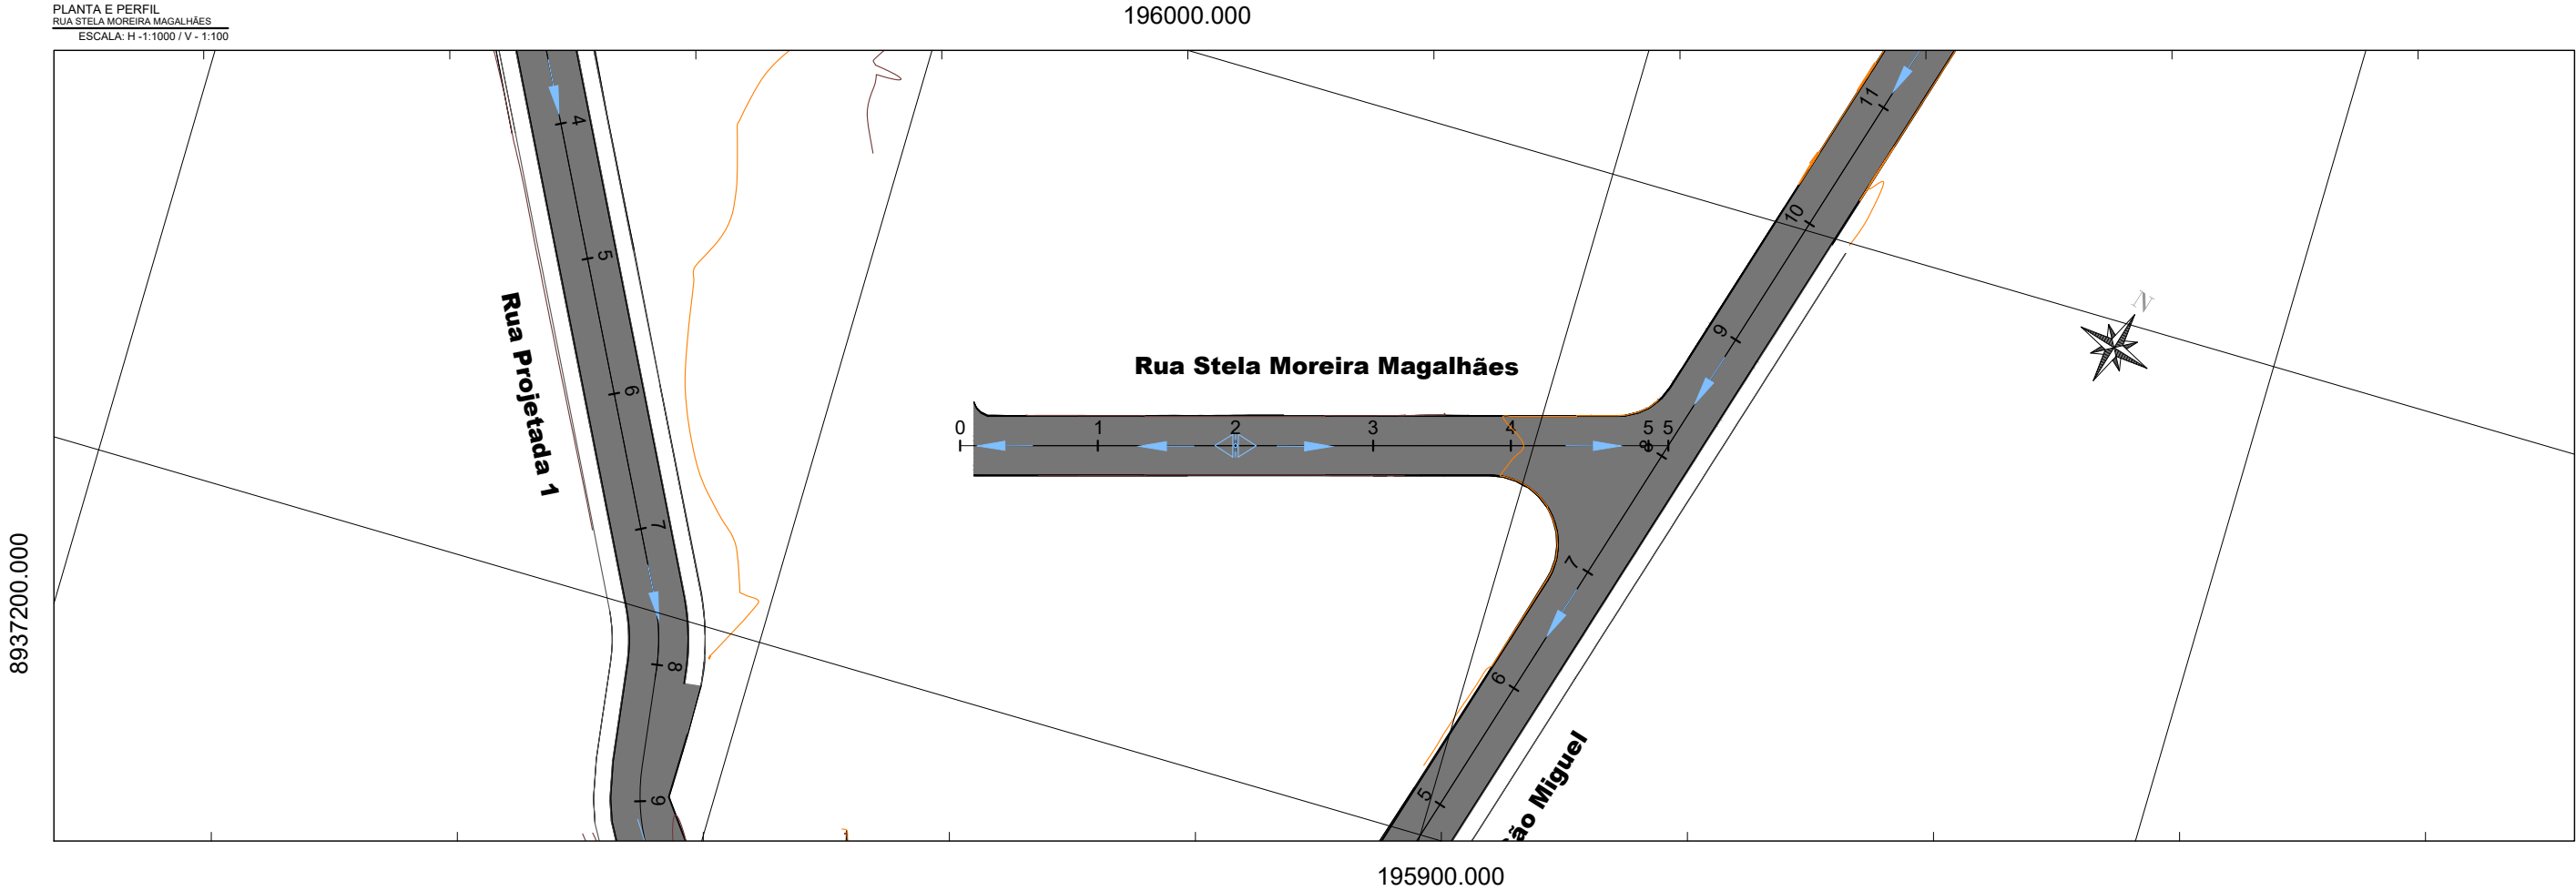 PLANTA E PERFIL
RUA STELA MOREIRA MAGALHÃES
ESCALA: H -1:1000 / V - 1:100
196000.000
4
5
6
7
8
9
Rua Projetada 1
Rua Stela Moreira Magalhães
0 1 2 3 4 5 5
11
10
9
8
7
6
5
N
ão Miguel
8937200.000
195900.000